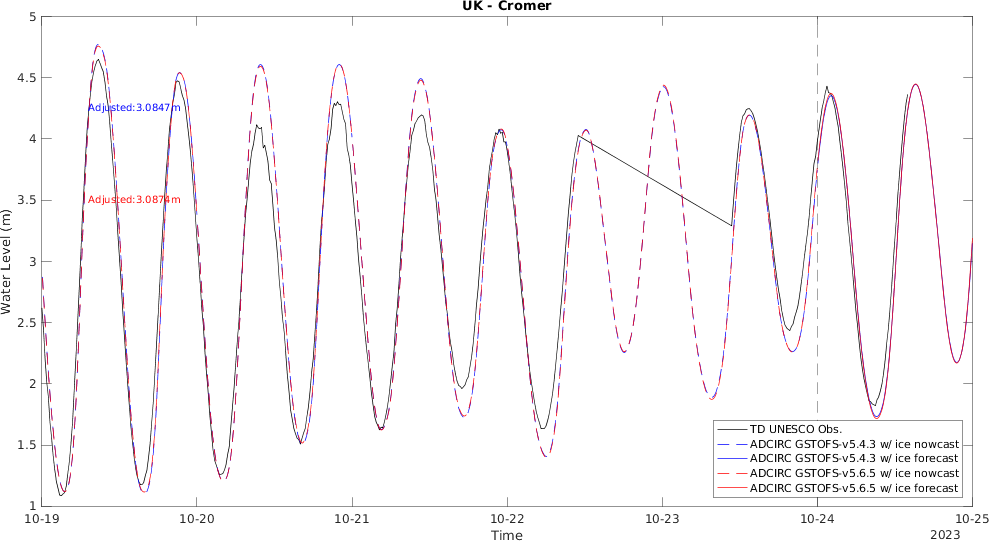 UK - Cromer
5
4.5
4
3.5
3
2.5
2
1.5
1
Water Level (m)
Adjusted:3.0847m
Adjusted:3.0874m
TD UNESCO Obs.
ADCIRC GSTOFS-v5.4.3 w/ ice nowcast
ADCIRC GSTOFS-v5.4.3 w/ ice forecast
ADCIRC GSTOFS-v5.6.5 w/ ice nowcast
ADCIRC GSTOFS-v5.6.5 w/ ice forecast
10-19 10-20 10-21 10-22 10-23 10-24 10-25
Time
2023